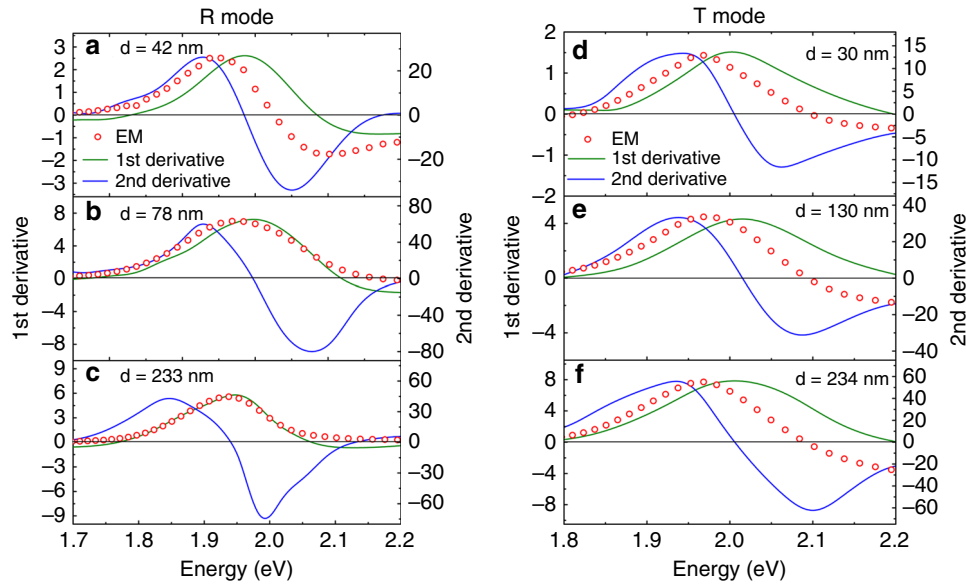 R mode
a
d = 42 nm
3
2
1
0
−1
−2
−3
20
0
−20
EM
1st derivative
2nd derivative
b
d = 78 nm
8
4
0
−4
−8
80
40
0
−40
−80
c
d = 233 nm
9
6
3
0
−3
−6
−9
60
30
0
−30
−60
1.7
1.8
1.9
2.0
2.1
2.2
Energy (eV)
1st derivative
2nd derivative
T mode
d
d = 30 nm
2
1
0
−1
2
15
10
5
0
−5
−10
−15
EM
1st derivative
2nd derivative
e
d = 130 nm
4
0
−4
40
20
0
−20
−40
f
d = 234 nm
8
4
0
−4
−8
60
40
20
0
−20
−40
−60
1.8
1.9
2.0
2.1
2.2
Energy (eV)
1st derivative
2nd derivative